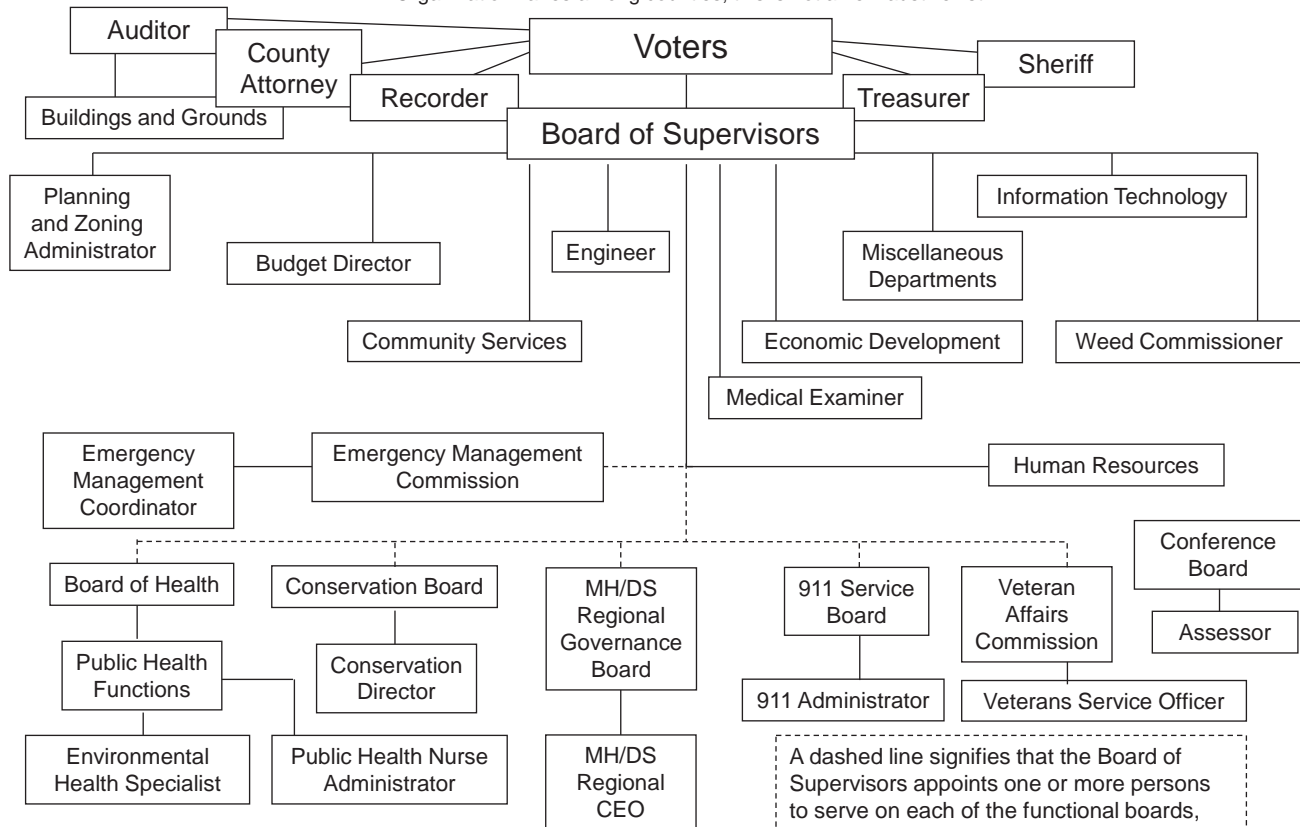 Auditor
Voters
County
Attorney
Sheriff
Recorder
Treasurer
Buildings and Grounds
Board of Supervisors
Planning
and Zoning
Administrator
Information Technology
Budget Director
Engineer
Miscellaneous
Departments
Community Services
Economic Development
Weed Commissioner
Medical Examiner
Emergency
Management
Coordinator
Emergency Management
Commission
Human Resources
Board of Health
Conservation Board
MH/DS
Regional
Governance
Board
911 Service
Board
Veteran
Affairs
Commission
Conference
Board
Assessor
Public Health
Functions
Conservation
Director
911 Administrator
Veterans Service Officer
Environmental
Health Specialist
Public Health Nurse
Administrator
MH/DS
Regional
CEO
A dashed line signifies that the Board of
Supervisors appoints one or more persons
to serve on each of the functional boards,